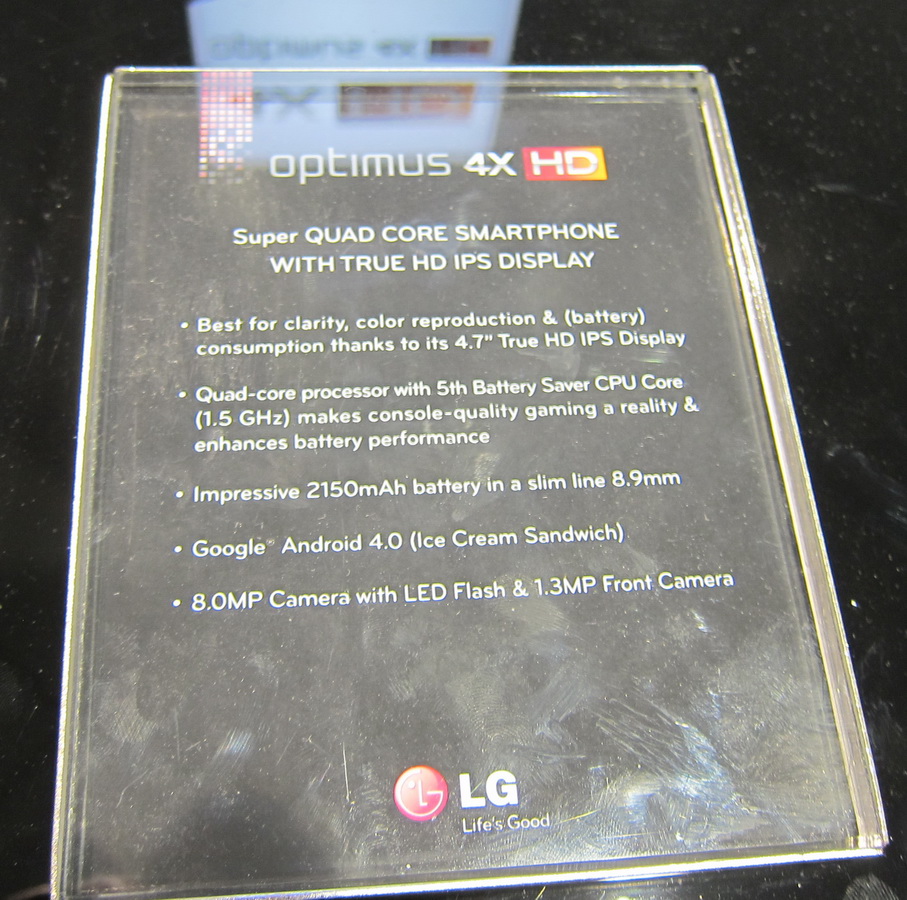 optimus 4X HD
Super QUAD CORE SMARTPHONE
WITH TRUE HD IPS DISPLAY
• Best for clarity, color reproduction & (battery)
consumption thanks to its 4.7" True HD IPS Display
• Quad-core processor with 5th Battery Saver CPU Core
(1.5 GHz) makes console-quality gaming a reality &
enhances battery performance
• Impressive 2150mAh battery in a slim line 8.9mm
• Google® Android 4.0 (Ice Cream Sandwich)
• 8.0MP Camera with LED Flash & 1.3MP Front Camera
LG
Life's Good